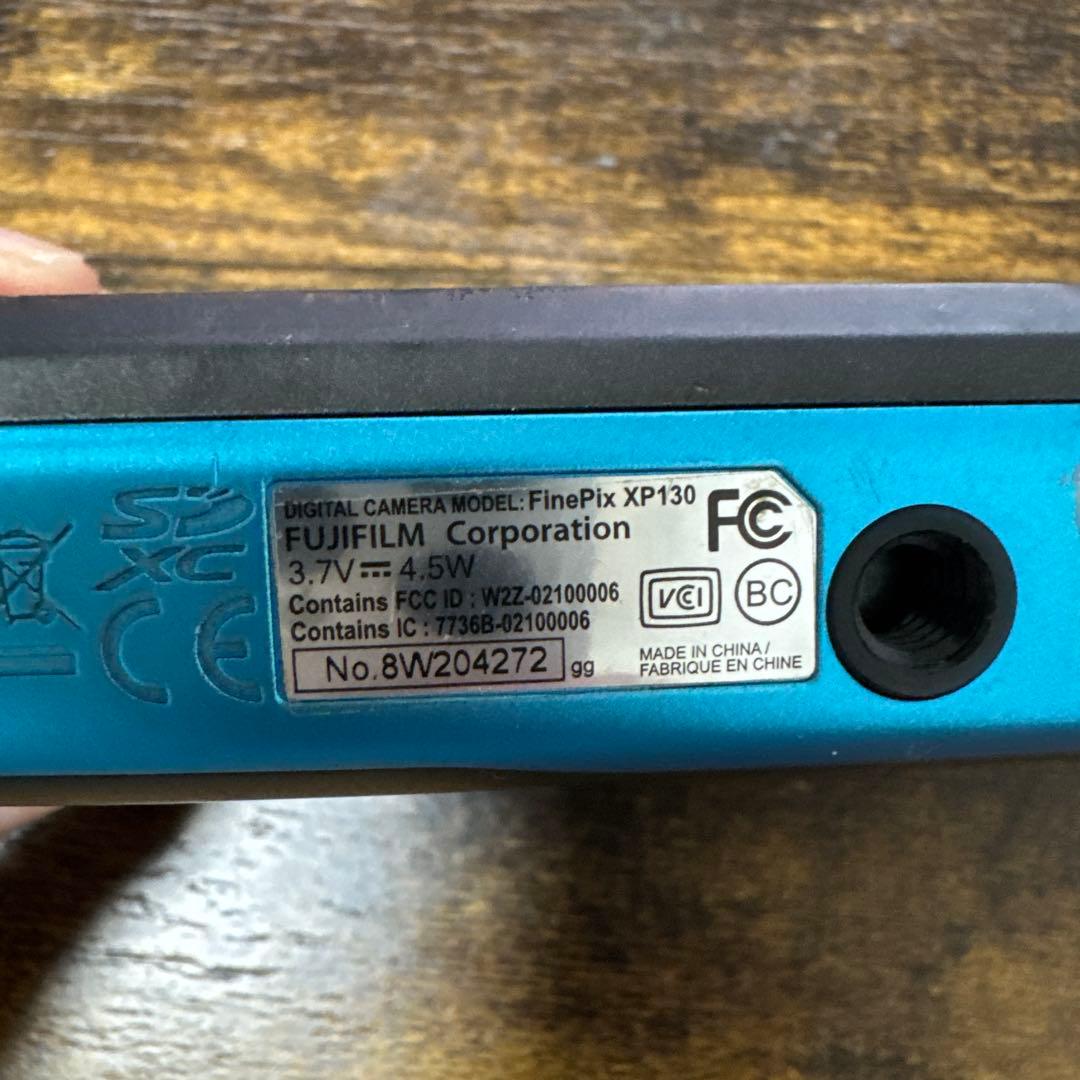 DIGITAL CAMERA MODEL: FinePix XP130
FUJIFILM Corporation
3.7V⎓4.5W
Contains FCC ID : W2Z-02100006
Contains IC : 7736B-02100006
No.8W204272 gg
FC
VCCI
BC
MADE IN CHINA /
FABRIQUE EN CHINE
SD
XC
CE